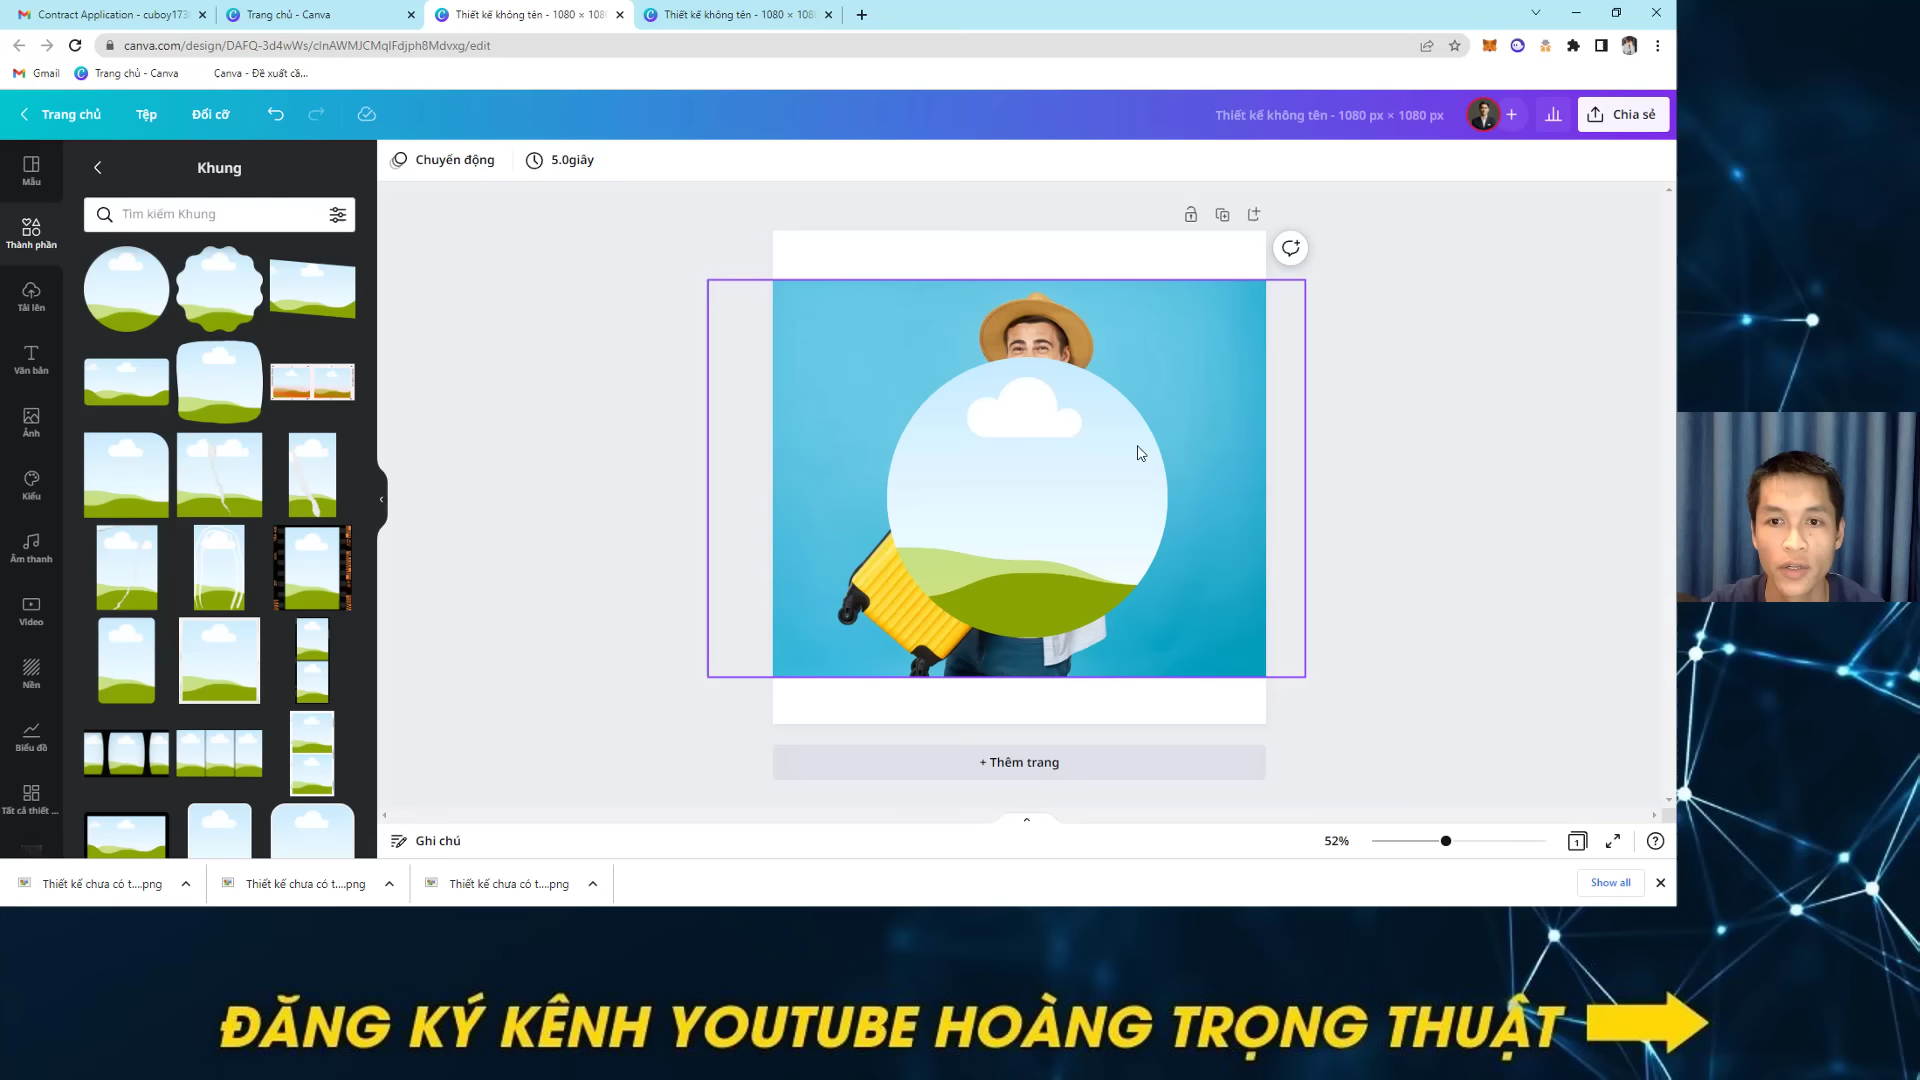 Contract Application - cuboy173
Trang chủ - Canva
Thiết kế không tên - 1080 × 108
Thiết kế không tên - 1080 × 108
canva.com/design/DAFQ-3d4wWs/clnAWMJCMqlFdjph8Mdvxg/edit
Gmail
Trang chủ - Canva
Canva - Đề xuất cầ...
Trang chủ
Tệp
Đổi cỡ
Thiết kế không tên - 1080 px × 1080 px
Chia sẻ
Mẫu
Thành phần
Tải lên
Văn bản
Ảnh
Kiểu
Âm thanh
Video
Nền
Biểu đồ
Tất cả thiết ...
Khung
Tìm kiếm Khung
Chuyển động
5.0giây
+ Thêm trang
Ghi chú
52%
1
Thiết kế chưa có t....png
Thiết kế chưa có t....png
Thiết kế chưa có t....png
Show all
ĐĂNG KÝ KÊNH YOUTUBE HOÀNG TRỌNG THUẬT